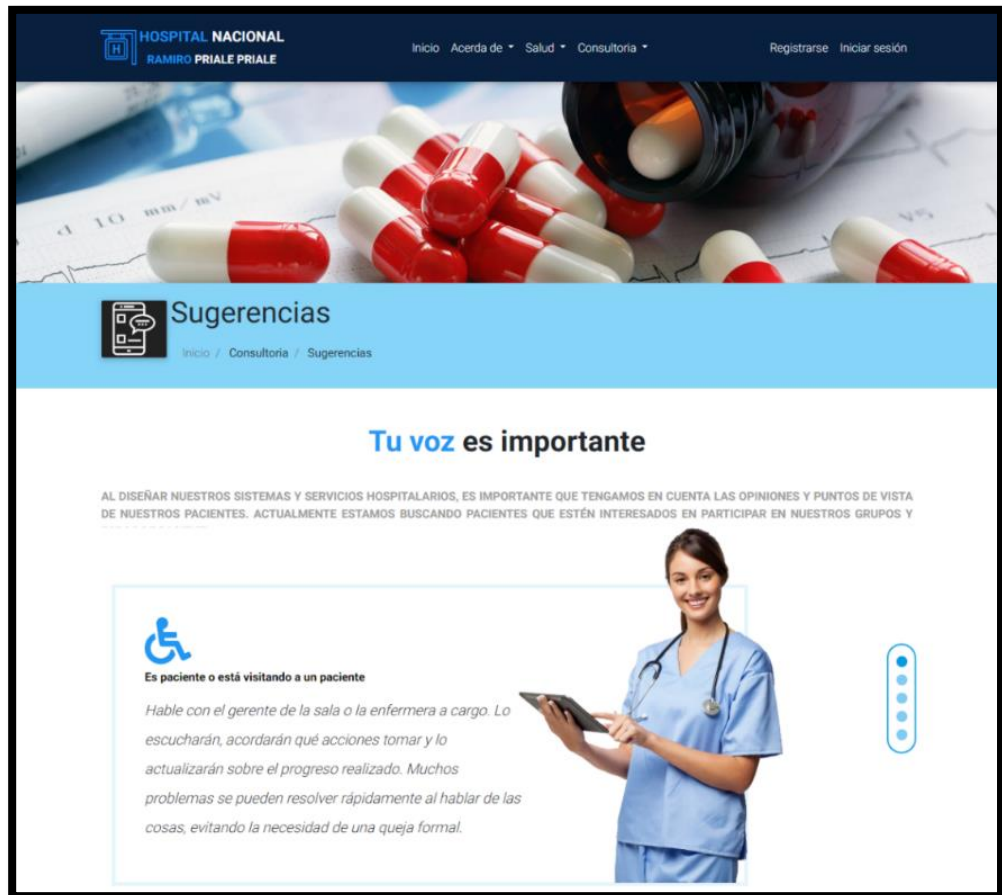 HOSPITAL NACIONAL
RAMIRO PRIALE PRIALE
H
Inicio Acerda de Salud Consultoria
Registrarse Iniciar sesión
d 10 mm/mV
V5
Sugerencias
Inicio / Consultoria / Sugerencias
Tu voz es importante
AL DISEÑAR NUESTROS SISTEMAS Y SERVICIOS HOSPITALARIOS, ES IMPORTANTE QUE TENGAMOS EN CUENTA LAS OPINIONES Y PUNTOS DE VISTA
DE NUESTROS PACIENTES. ACTUALMENTE ESTAMOS BUSCANDO PACIENTES QUE ESTÉN INTERESADOS EN PARTICIPAR EN NUESTROS GRUPOS Y
Es paciente o está visitando a un paciente
Hable con el gerente de la sala o la enfermera a cargo. Lo
escucharán, acordarán qué acciones tomar y lo
actualizarán sobre el progreso realizado. Muchos
problemas se pueden resolver rápidamente al hablar de las
cosas, evitando la necesidad de una queja formal.